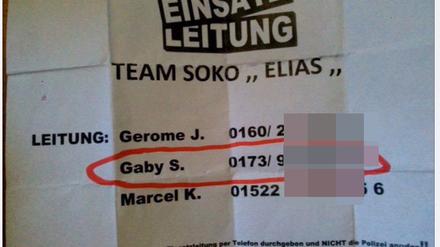 EINSATZ
LEITUNG
TEAM SOKO ,, ELIAS ,,
LEITUNG: Gerome J. 0160/ 2
Gaby S. 0173/ 9
Marcel K. 01522 6
per Telefon durchgeben und NICHT die Polizei